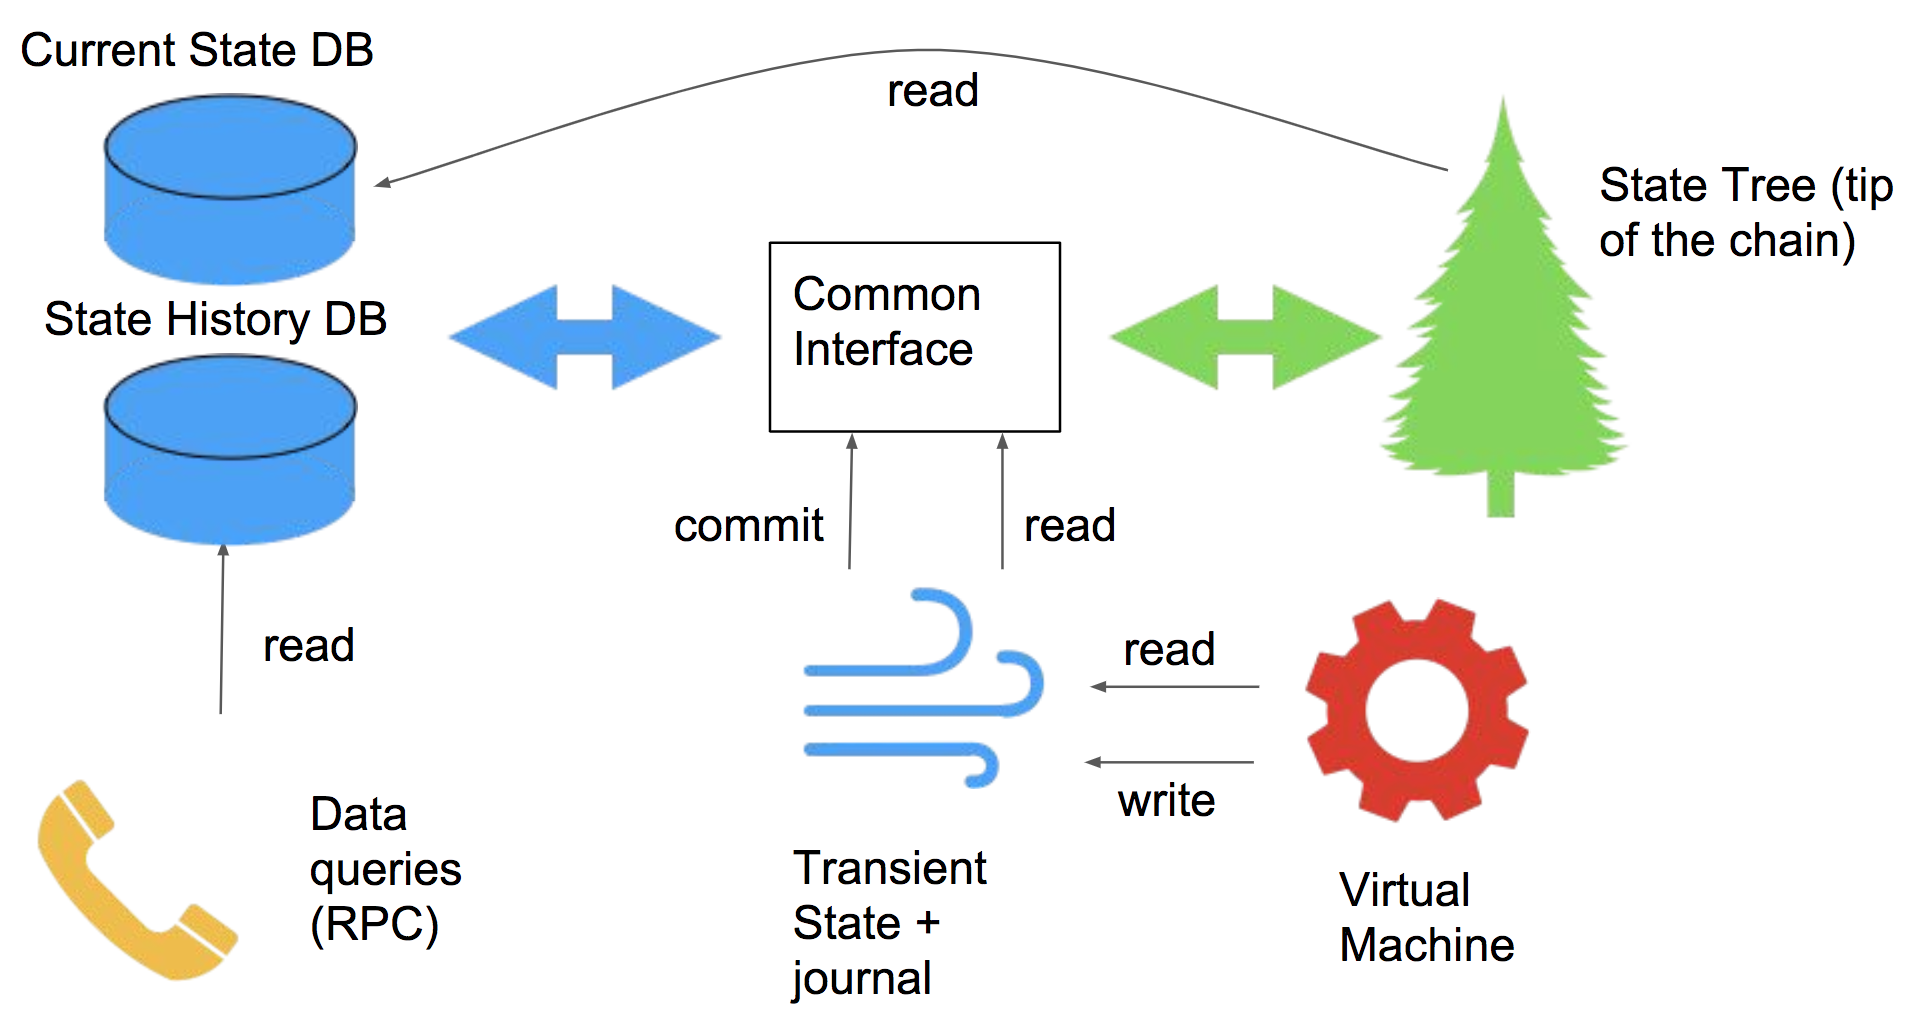 Current State DB
read
State Tree (tip
of the chain)
Common
Interface
State History DB
commit
read
read
read
write
Data
queries
(RPC)
Transient
State +
journal
Virtual
Machine